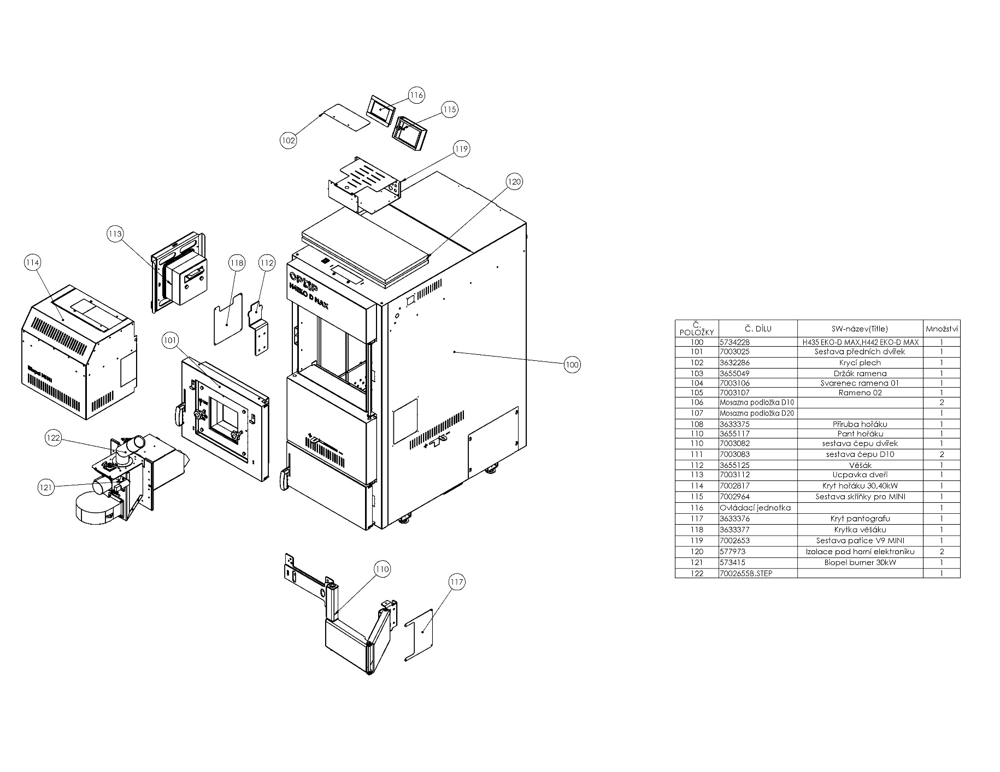 116
115
102
119
120
113
114
118
112
OPOP
H4EKO D MAX
101
100
Biopel MINI
122
121
110
117
Č. POLOŽKY Č. DÍLU SW-název(Title) Množství
100 573422B H435 EKO-D MAX,H442 EKO-D MAX 1
101 7003025 Sestava předních dvířek 1
102 3632286 Krycí plech 1
103 3655049 Držák ramena 1
104 7003106 Svarenec ramena 01 1
105 7003107 Rameno 02 1
106 Mosazna podložka D10 2
107 Mosazna podložka D20 1
108 3633375 Příruba hořáku 1
110 3655117 Pant hořáku 1
110 7003082 sestava čepu dvířek 1
111 7003083 sestava čepu D10 2
112 3655125 Věšák 1
113 7003112 Ucpavka dveří 1
114 7002817 Kryt hořáku 30,40kW 1
115 7002964 Sestava skříňky pro MINI 1
116 Ovládací jednotka 1
117 3633376 Kryt pantografu 1
118 3633377 Krytka věšáku 1
119 7002653 Sestava patice V9 MINI 1
120 577973 Izolace pod horní elektroniku 2
121 573415 Biopel burner 30kW 1
122 7002655B.STEP 1